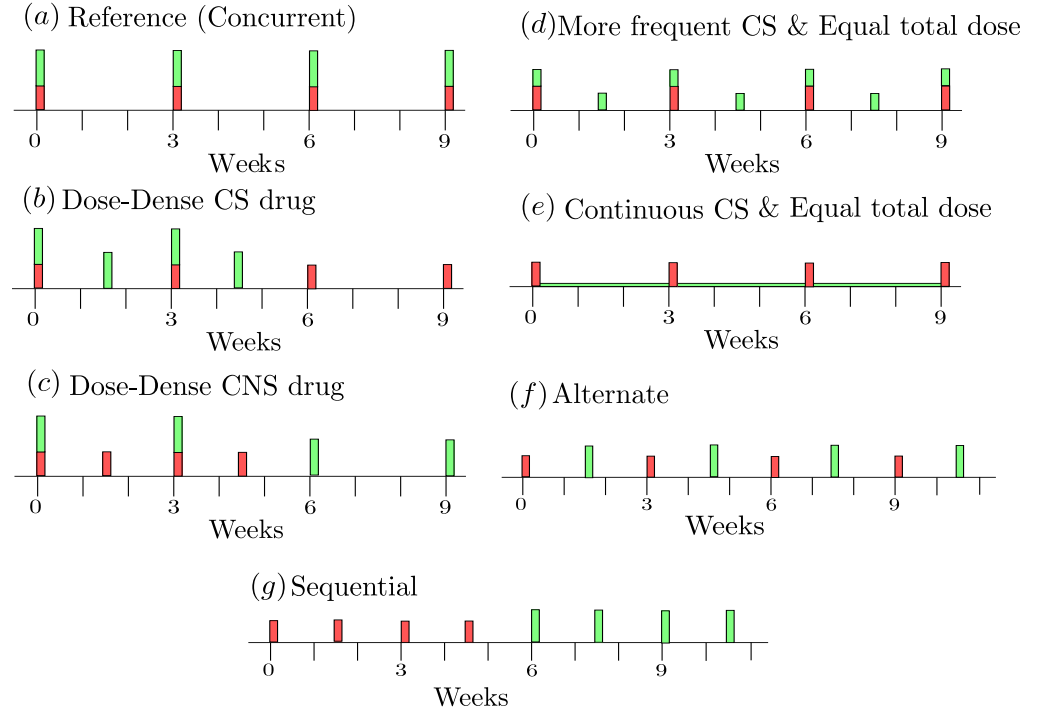 (a) Reference (Concurrent)
0 3 6 9
Weeks
(b) Dose-Dense CS drug
0 3 6 9
Weeks
(c) Dose-Dense CNS drug
0 3 6 9
Weeks
(d)More frequent CS & Equal total dose
0 3 6 9
Weeks
(e) Continuous CS & Equal total dose
0 3 6 9
Weeks
(f) Alternate
0 3 6 9
Weeks
(g) Sequential
0 3 6 9
Weeks